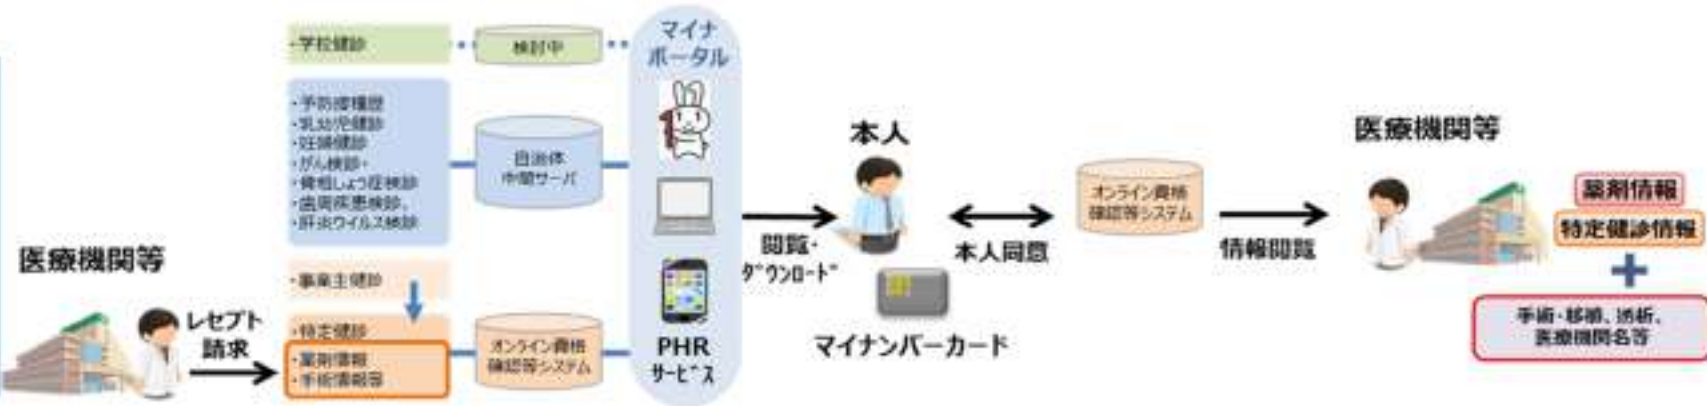 医療機関等
レセプト
請求
・学校健診
・予防接種歴
・乳幼児健診
・妊婦健診
・がん検診・
・骨粗しょう症検診
・歯周疾患検診、
・肝炎ウイルス検診
・事業主健診
・特定健診
・薬剤情報
・手術情報等
検討中
自治体
中間サーバ
オンライン資格
確認等システム
マイナ
ポータル
PHR
ｻｰﾋﾞｽ
閲覧・
ﾀﾞｳﾝﾛｰﾄﾞ
本人
マイナンバーカード
本人同意
オンライン資格
確認等システム
情報閲覧
医療機関等
薬剤情報
特定健診情報
手術・移植、透析、
医療機関名等